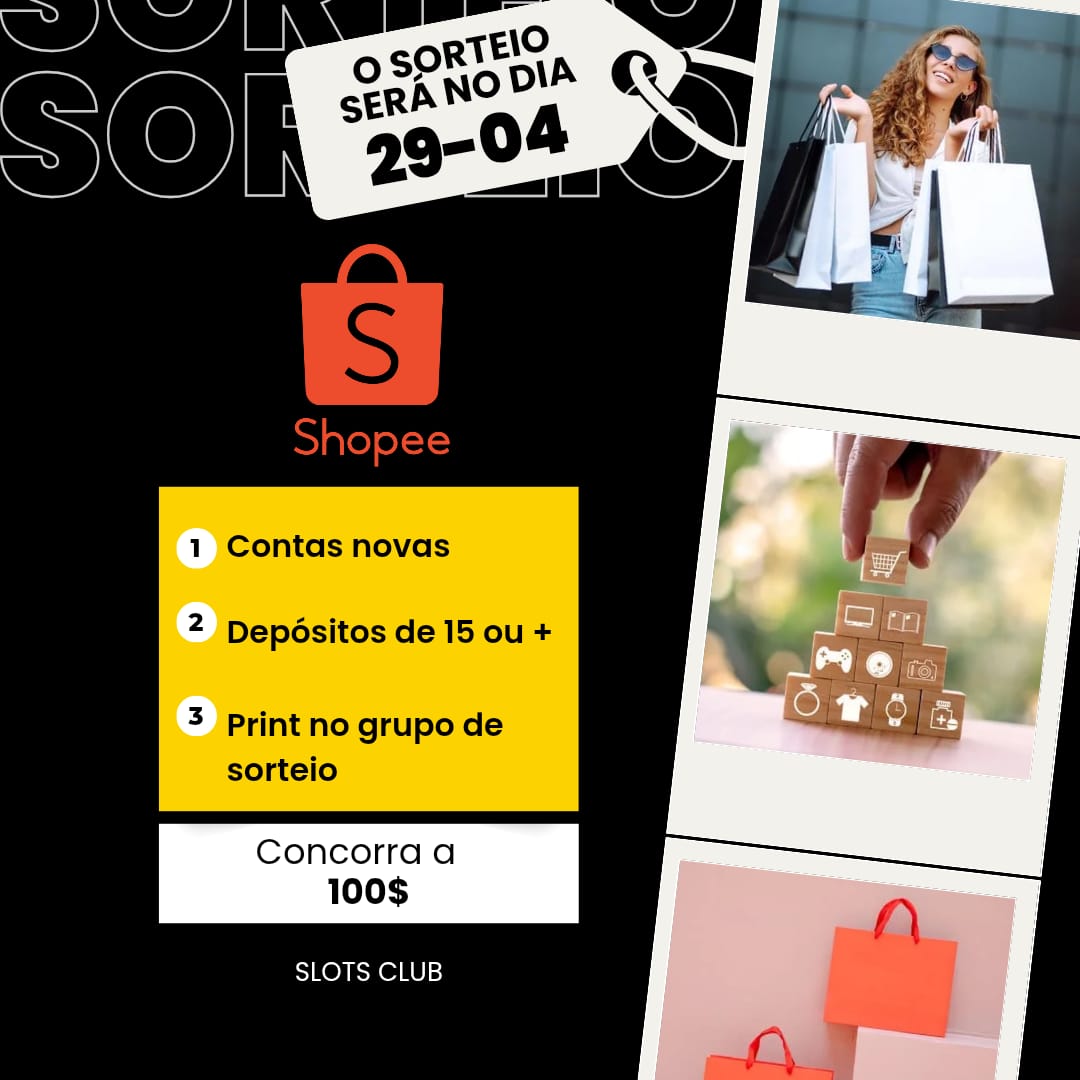 SORTEIO
SORTEIO
O SORTEIO
SERÁ NO DIA
29-04
S
Shopee
1 Contas novas
2 Depósitos de 15 ou +
3 Print no grupo de
sorteio
Concorra a
100$
SLOTS CLUB